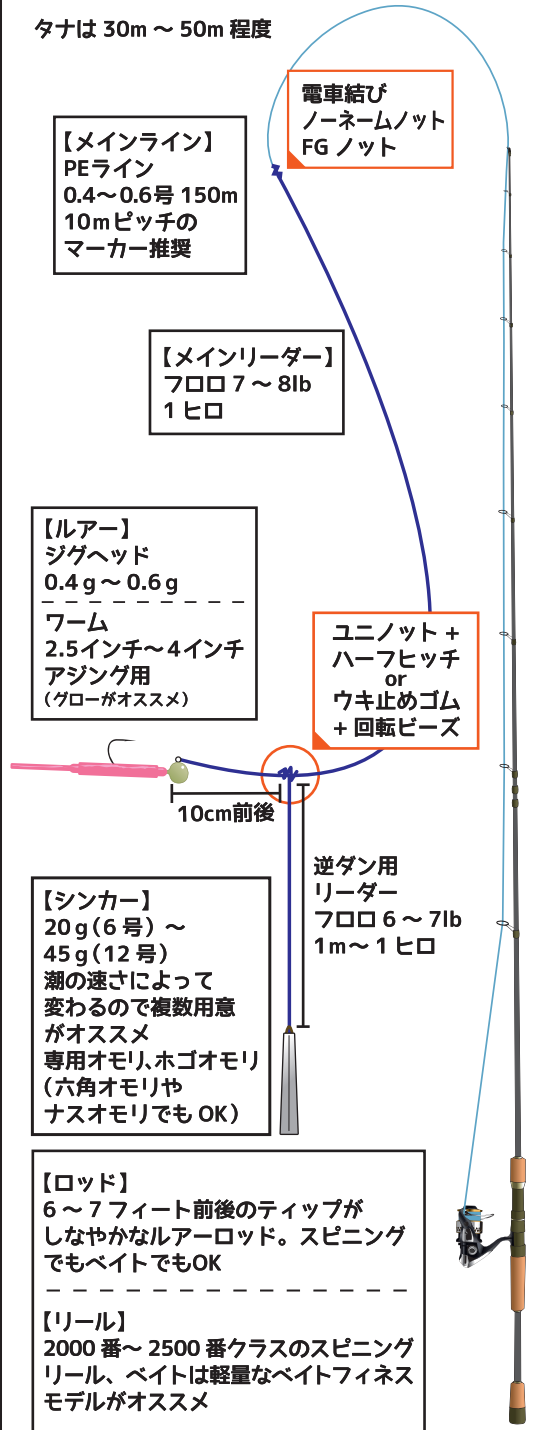 タナは 30m ～ 50m 程度
電車結び
ノーネームノット
FG ノット
【メインライン】
PEライン
0.4～0.6号 150m
10mピッチの
マーカー推奨
【メインリーダー】
フロロ 7 ～ 8lb
1 ヒロ
【ルアー】
ジグヘッド
0.4g～ 0.6g
ワーム
2.5インチ～4インチ
アジング用
（グローがオススメ）
ユニノット +
ハーフヒッチ
or
ウキ止めゴム
+ 回転ビーズ
10cm前後
逆ダン用
リーダー
フロロ 6 ～ 7lb
1m～ 1 ヒロ
【シンカー】
20g（6 号）～
45g（12 号）
潮の速さによって
変わるので複数用意
がオススメ
専用オモリ、ホゴオモリ
（六角オモリや
ナスオモリでも OK）
【ロッド】
6 ～ 7 フィート前後のティップが
しなやかなルアーロッド。スピニング
でもベイトでもOK
【リール】
2000 番～ 2500 番クラスのスピニング
リール、ベイトは軽量なベイトフィネス
モデルがオススメ